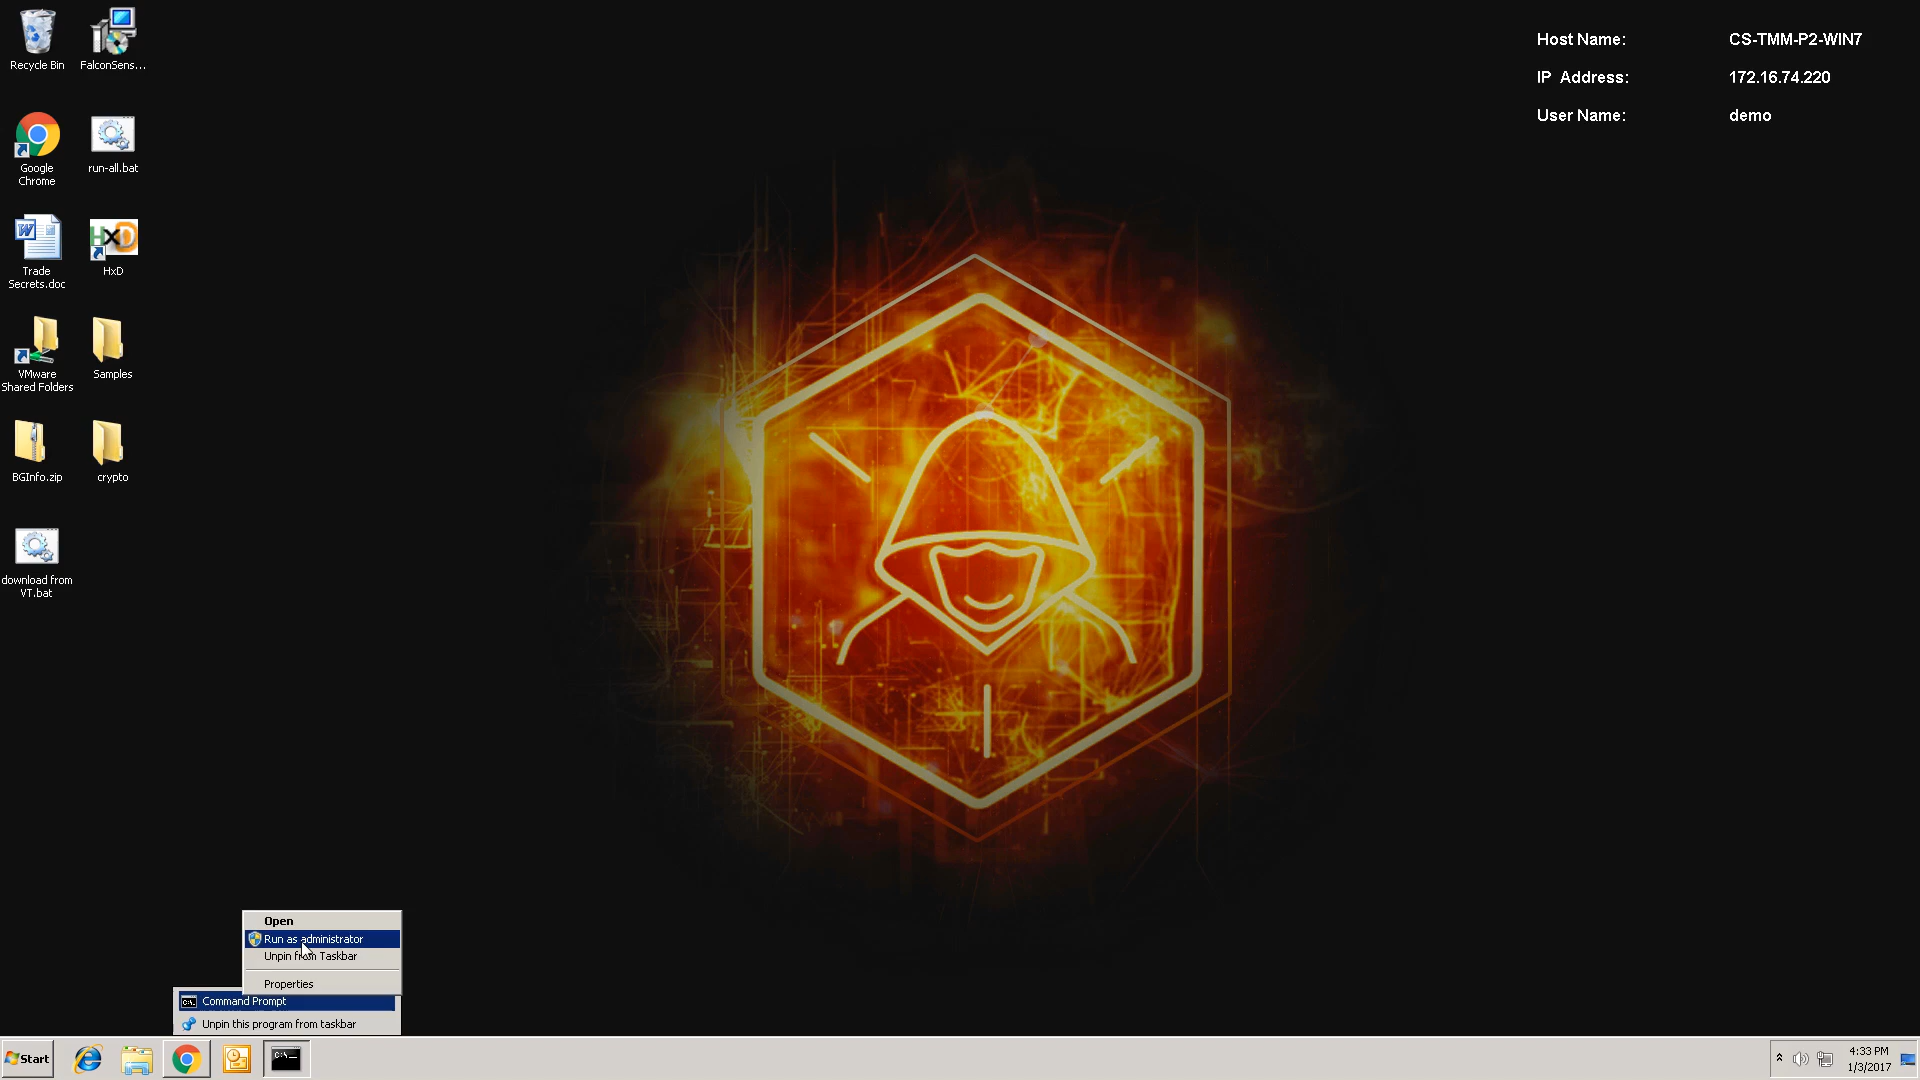 Recycle Bin
FalconSens...
Google
Chrome
run-all.bat
Trade
Secrets.doc
HxD
HxD
VMware
Shared Folders
Samples
BGInfo.zip
crypto
download from
VT.bat
Host Name: CS-TMM-P2-WIN7
IP Address: 172.16.74.220
User Name: demo
Open
Run as administrator
Unpin from Taskbar
Properties
Command Prompt
Unpin this program from taskbar
Start
4:33 PM
1/3/2017